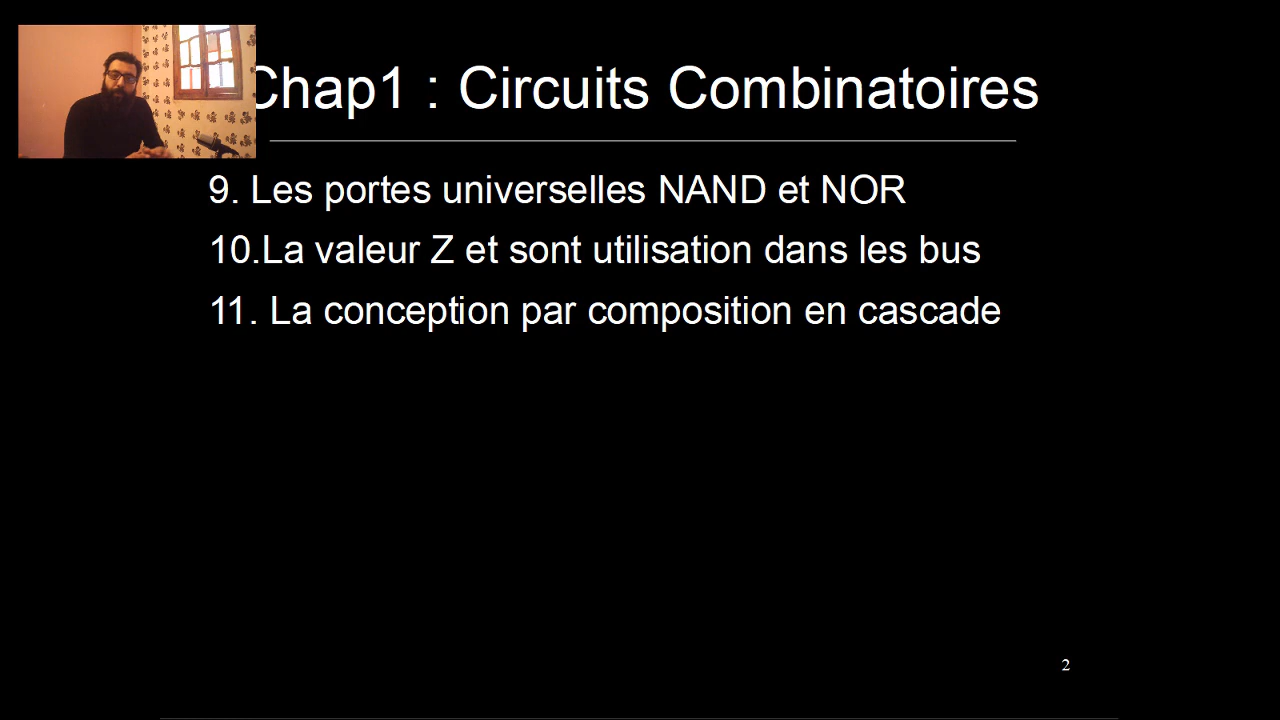 Chap1 : Circuits Combinatoires
9. Les portes universelles NAND et NOR
10.La valeur Z et sont utilisation dans les bus
11. La conception par composition en cascade
2